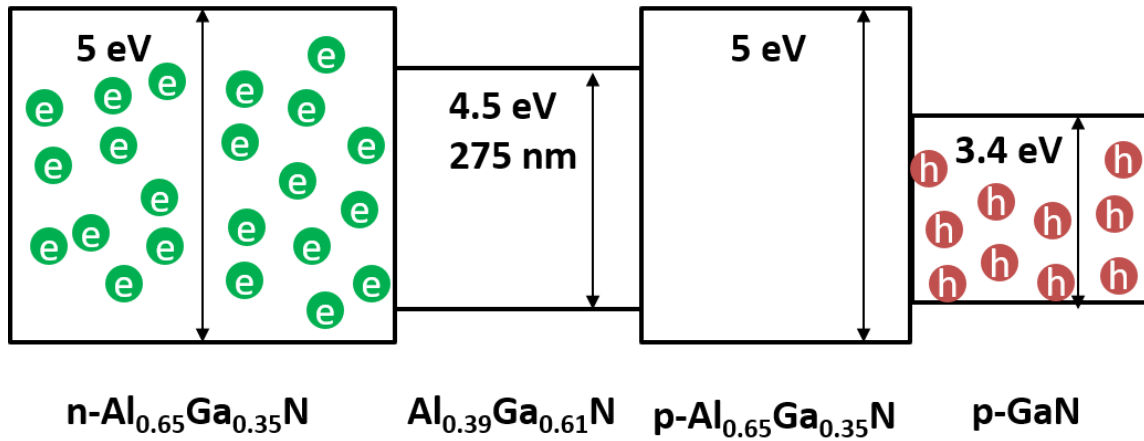 5 eV
4.5 eV
275 nm
5 eV
3.4 eV
e e e e e e e e e e e e e e e e e e e e e e
h h h h h h h h h
n-Al₀.₆₅Ga₀.₃₅N
Al₀.₃₉Ga₀.₆₁N
p-Al₀.₆₅Ga₀.₃₅N
p-GaN